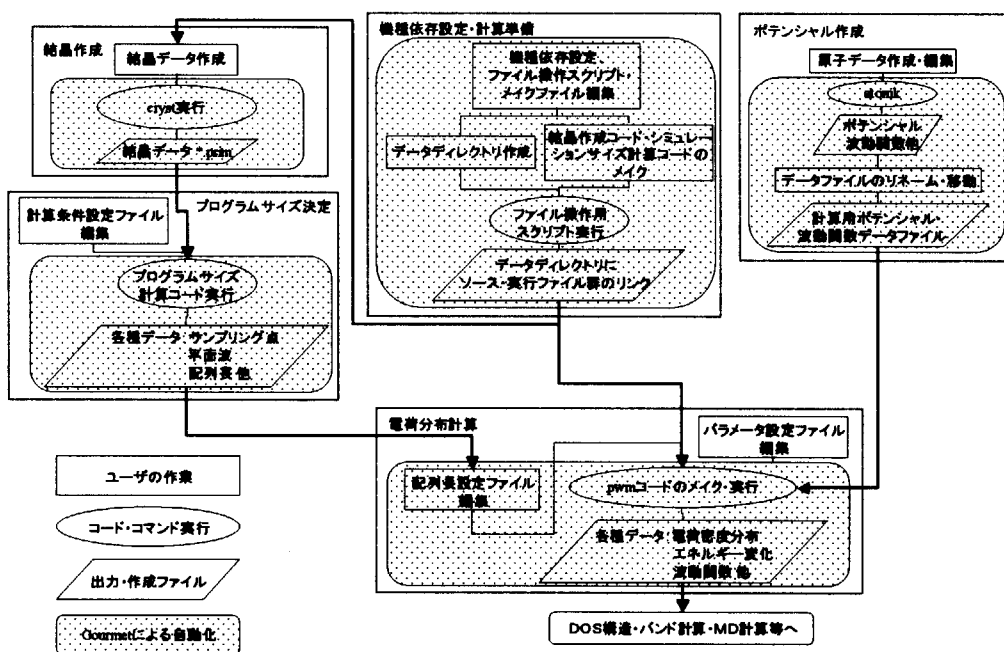 結晶作成
結晶データ作成
cryst実行
結晶データ *.prim
機種依存設定・計算準備
機種依存設定、
ファイル操作スクリプト・
メイクファイル編集
データディレクトリ作成
結晶作成コード・シミュレー
ションサイズ計算コードの
メイク
ファイル操作用
スクリプト実行
データディレクトリに
ソース・実行ファイル群のリンク
ポテンシャル作成
原子データ作成・編集
atomik
ポテンシャル
波動関数他
データファイルのリネーム・移動
計算用ポテンシャル・
波動関数データファイル
プログラムサイズ決定
計算条件設定ファイル
編集
プログラムサイズ
計算コード実行
各種データ:サンプリング点
平面波
配列長他
電荷分布計算
パラメータ設定ファイル
編集
配列長設定ファイル
編集
pwmコードのメイク・実行
各種データ:電荷密度分布
エネルギー変化
波動関数他
DOS構造・バンド計算・MD計算等へ
ユーザの作業
コード・コマンド実行
出力・作成ファイル
Gourmetによる自動化